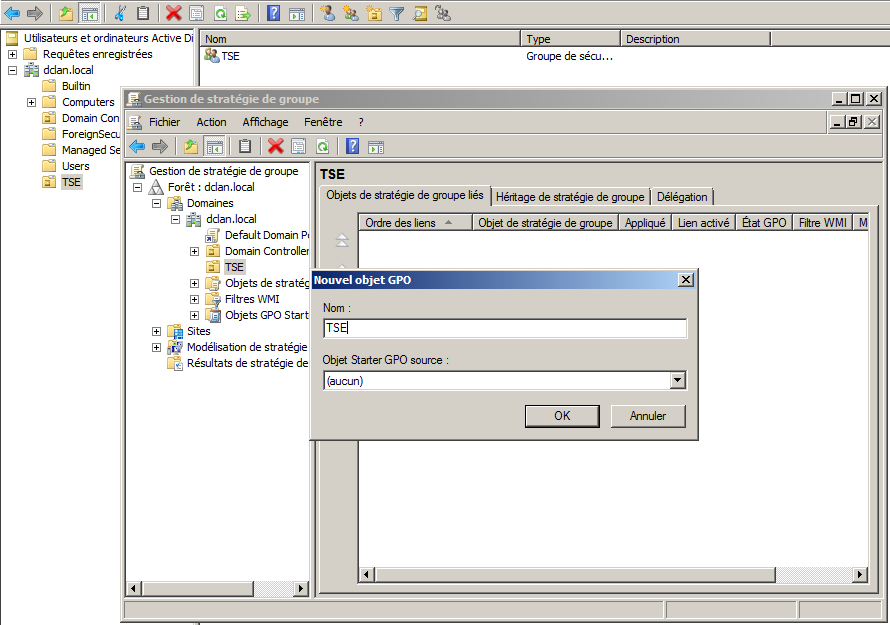 Nom
Type
Description
Utilisateurs et ordinateurs Active Di
Requêtes enregistrées
dclan.local
Builtin
Computers
Domain Con
ForeignSecu
Managed Se
Users
TSE
TSE
Groupe de sécu...
Gestion de stratégie de groupe
Fichier
Action
Affichage
Fenêtre
?
Gestion de stratégie de groupe
Forêt : dclan.local
Domaines
dclan.local
Default Domain Po
Domain Controller
TSE
Objets de stratég
Filtres WMI
Objets GPO Start
Sites
Modélisation de stratégie
Résultats de stratégie de
TSE
Objets de stratégie de groupe liés
Héritage de stratégie de groupe
Délégation
Ordre des liens
Objet de stratégie de groupe
Appliqué
Lien activé
État GPO
Filtre WMI
M
Nouvel objet GPO
Nom :
TSE
Objet Starter GPO source :
(aucun)
OK
Annuler